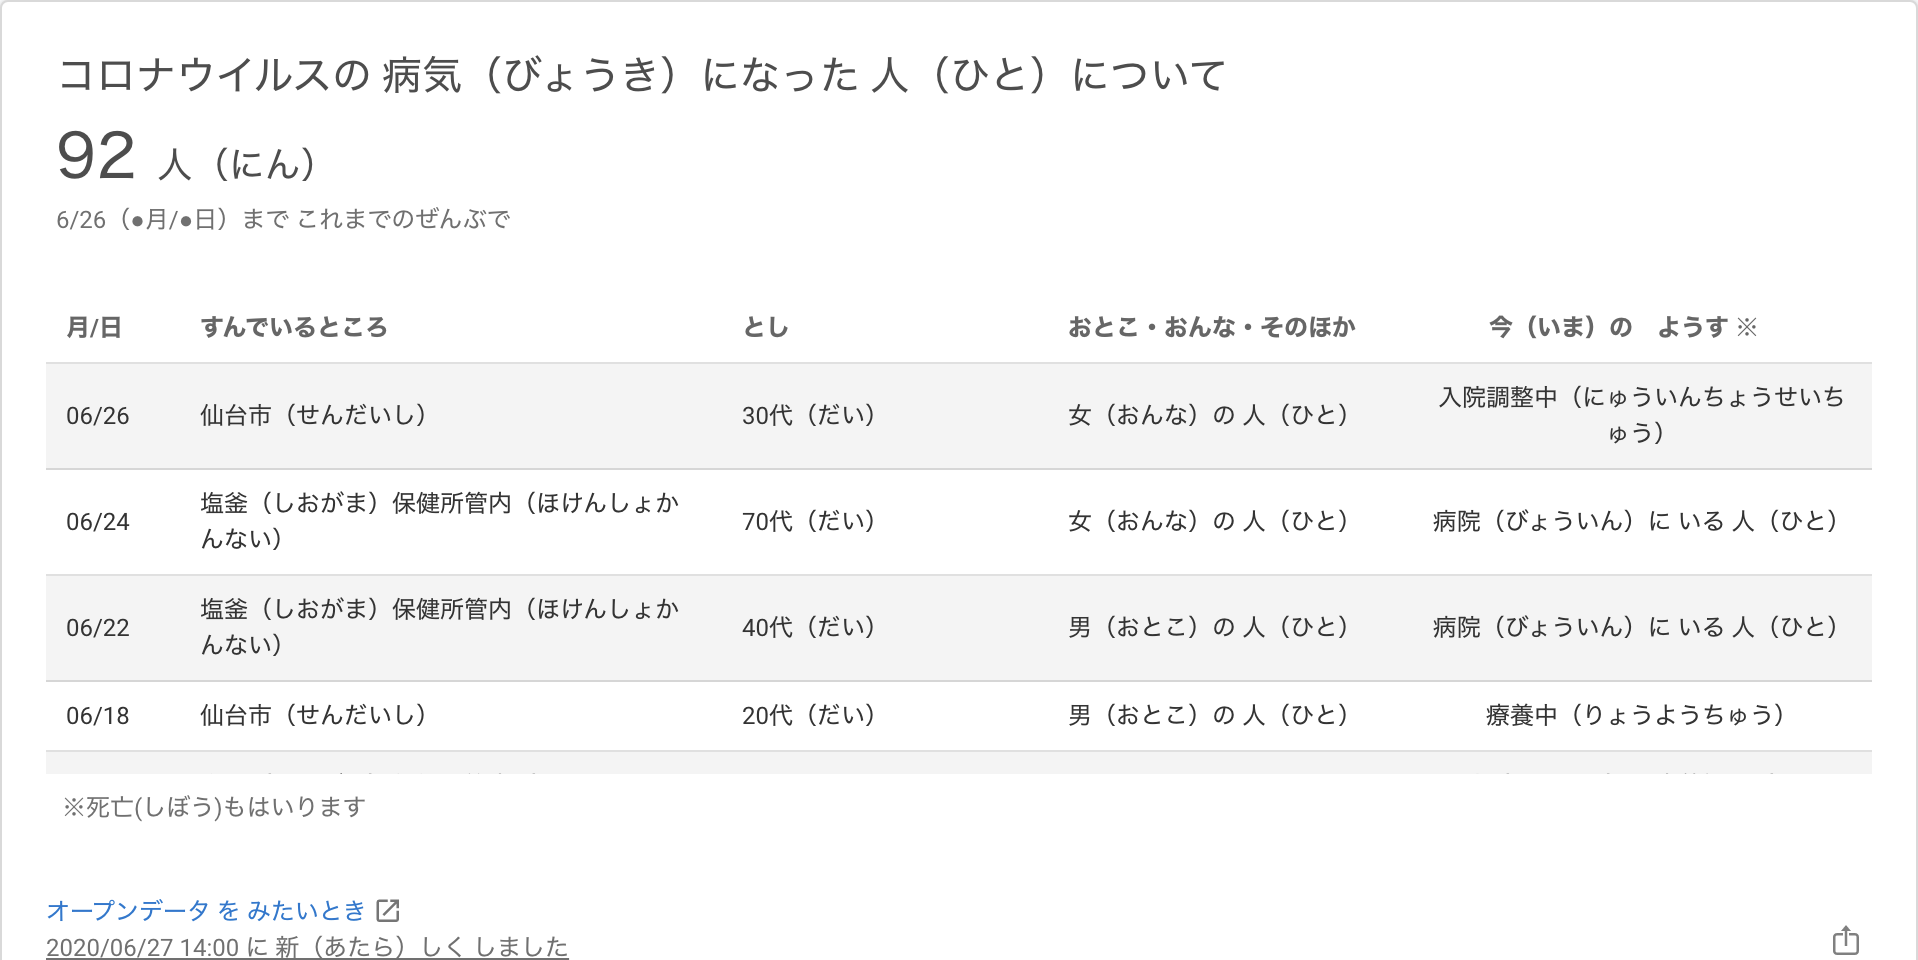 コロナウイルスの 病気（びょうき）になった 人（ひと）について
92 人（にん）
6/26（●月/●日）まで これまでのぜんぶで
月/日 すんでいるところ とし おとこ・おんな・そのほか 今（いま）の　ようす ※
06/26 仙台市（せんだいし） 30代（だい） 女（おんな）の 人（ひと） 入院調整中（にゅういんちょうせいち
ゅう）
06/24 塩釜（しおがま）保健所管内（ほけんしょか
んない） 70代（だい） 女（おんな）の 人（ひと） 病院（びょういん）に いる 人（ひと）
06/22 塩釜（しおがま）保健所管内（ほけんしょか
んない） 40代（だい） 男（おとこ）の 人（ひと） 病院（びょういん）に いる 人（ひと）
06/18 仙台市（せんだいし） 20代（だい） 男（おとこ）の 人（ひと） 療養中（りょうようちゅう）
※死亡(しぼう)もはいります
オープンデータ を みたいとき
2020/06/27 14:00 に 新（あたら）しく しました